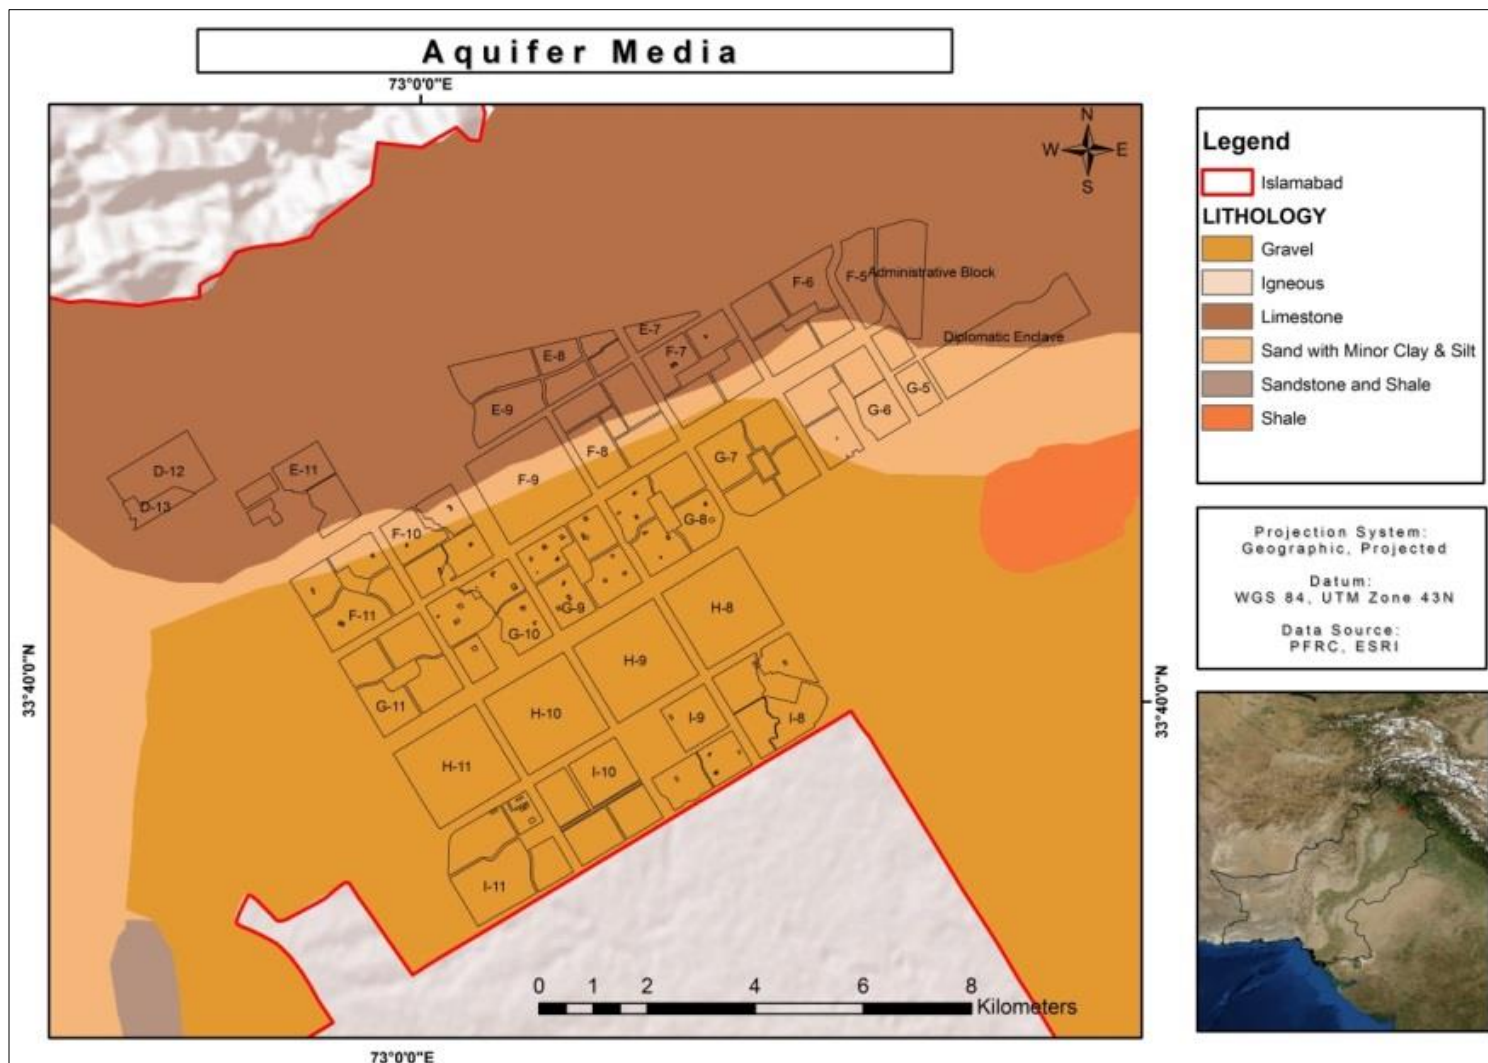 Aquifer Media
73°0'0"E
N
W E
S
Legend
Islamabad
LITHOLOGY
Gravel
Igneous
Limestone
Sand with Minor Clay & Silt
Sandstone and Shale
Shale
F-6
F-5
Administrative Block
E-7
E-8
F-7
Diplomatic Enclave
E-9
G-5
G-6
D-12
E-11
F-8
G-7
F-9
D-13
F-10
G-8
F-11
G-9
G-10
H-8
H-9
G-11
H-10
I-9
I-8
H-11
I-10
I-11
33°40'0"N
33°40'0"N
Projection System:
Geographic, Projected
Datum:
WGS 84, UTM Zone 43N
Data Source:
PFRC, ESRI
0 1 2 4 6 8
Kilometers
73°0'0"E